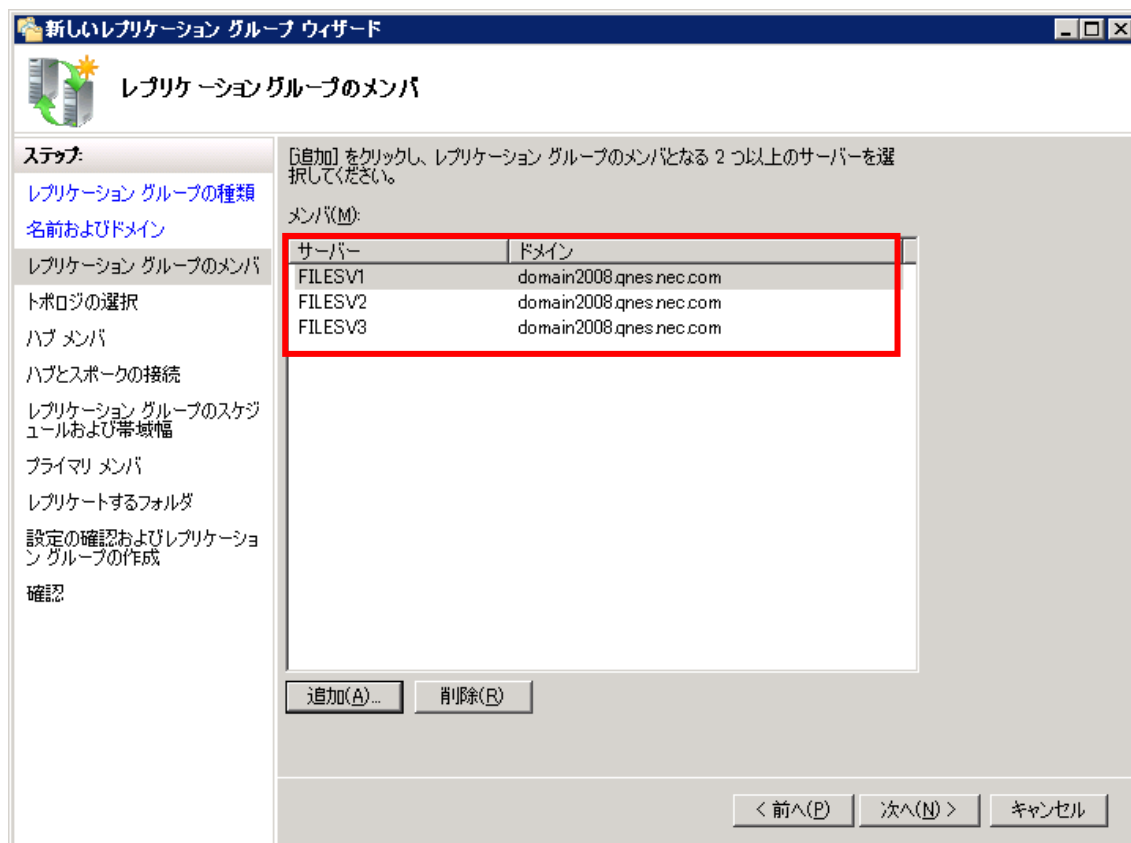 新しいレプリケーション グループ ウィザード
レプリケーション グループのメンバ
ステップ:
レプリケーション グループの種類
名前およびドメイン
レプリケーション グループのメンバ
トポロジの選択
ハブ メンバ
ハブとスポークの接続
レプリケーション グループのスケジ
ュールおよび帯域幅
プライマリ メンバ
レプリケートするフォルダ
設定の確認およびレプリケーショ
ン グループの作成
確認
[追加] をクリックし、レプリケーション グループのメンバとなる 2 つ以上のサーバーを選
択してください。
メンバ(M):
サーバー ドメイン
FILESV1 domain2008.qnes.nec.com
FILESV2 domain2008.qnes.nec.com
FILESV3 domain2008.qnes.nec.com
追加(A)... 削除(R)
< 前へ(P) 次へ(N) > キャンセル